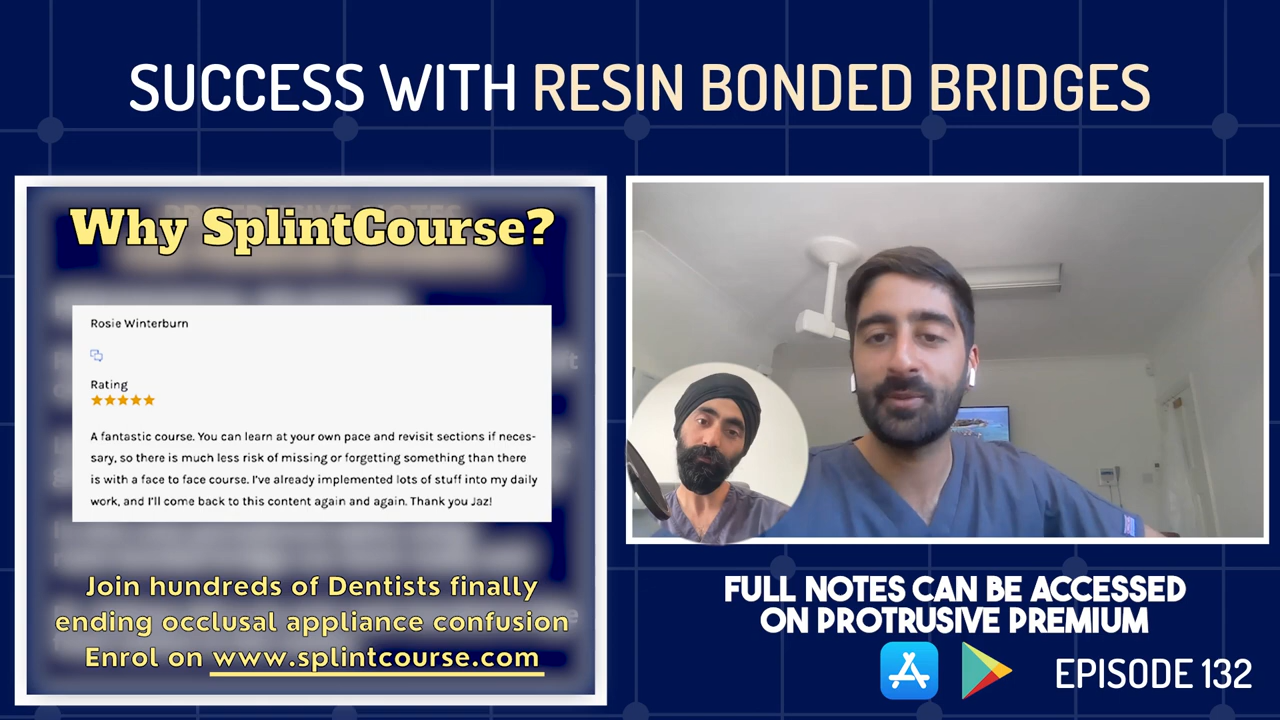 SUCCESS WITH RESIN BONDED BRIDGES
Why SplintCourse?
Rosie Winterburn
Rating
A fantastic course. You can learn at your own pace and revisit sections if neces-
sary, so there is much less risk of missing or forgetting something than there
is with a face to face course. I've already implemented lots of stuff into my daily
work, and I'll come back to this content again and again. Thank you Jaz!
Join hundreds of Dentists finally
ending occlusal appliance confusion
Enrol on www.splintcourse.com
FULL NOTES CAN BE ACCESSED
ON PROTRUSIVE PREMIUM
EPISODE 132